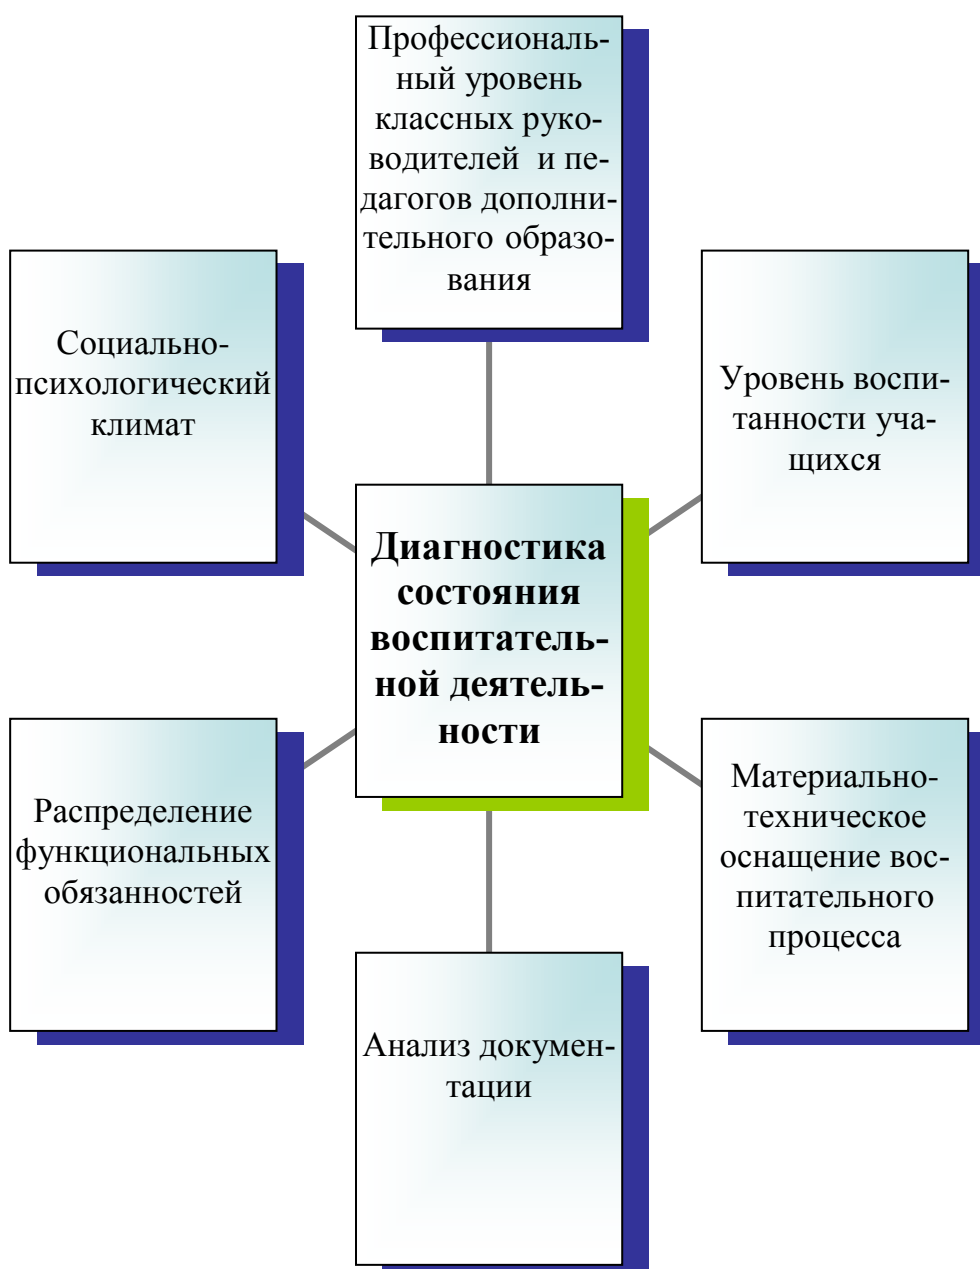 Профессиональ-
ный уровень
классных руко-
водителей  и пе-
дагогов дополни-
тельного образо-
вания
Социально-
психологический
климат
Уровень воспи-
танности уча-
щихся
Диагностика
состояния
воспитатель-
ной деятель-
ности
Распределение
функциональных
обязанностей
Материально-
техническое
оснащение вос-
питательного
процесса
Анализ докумен-
тации